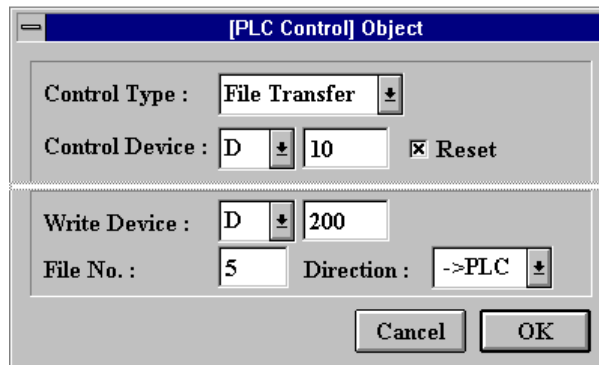 [PLC Control] Object
Control Type : File Transfer
Control Device : D 10 Reset
Write Device : D 200
File No. : 5 Direction : ->PLC
Cancel OK